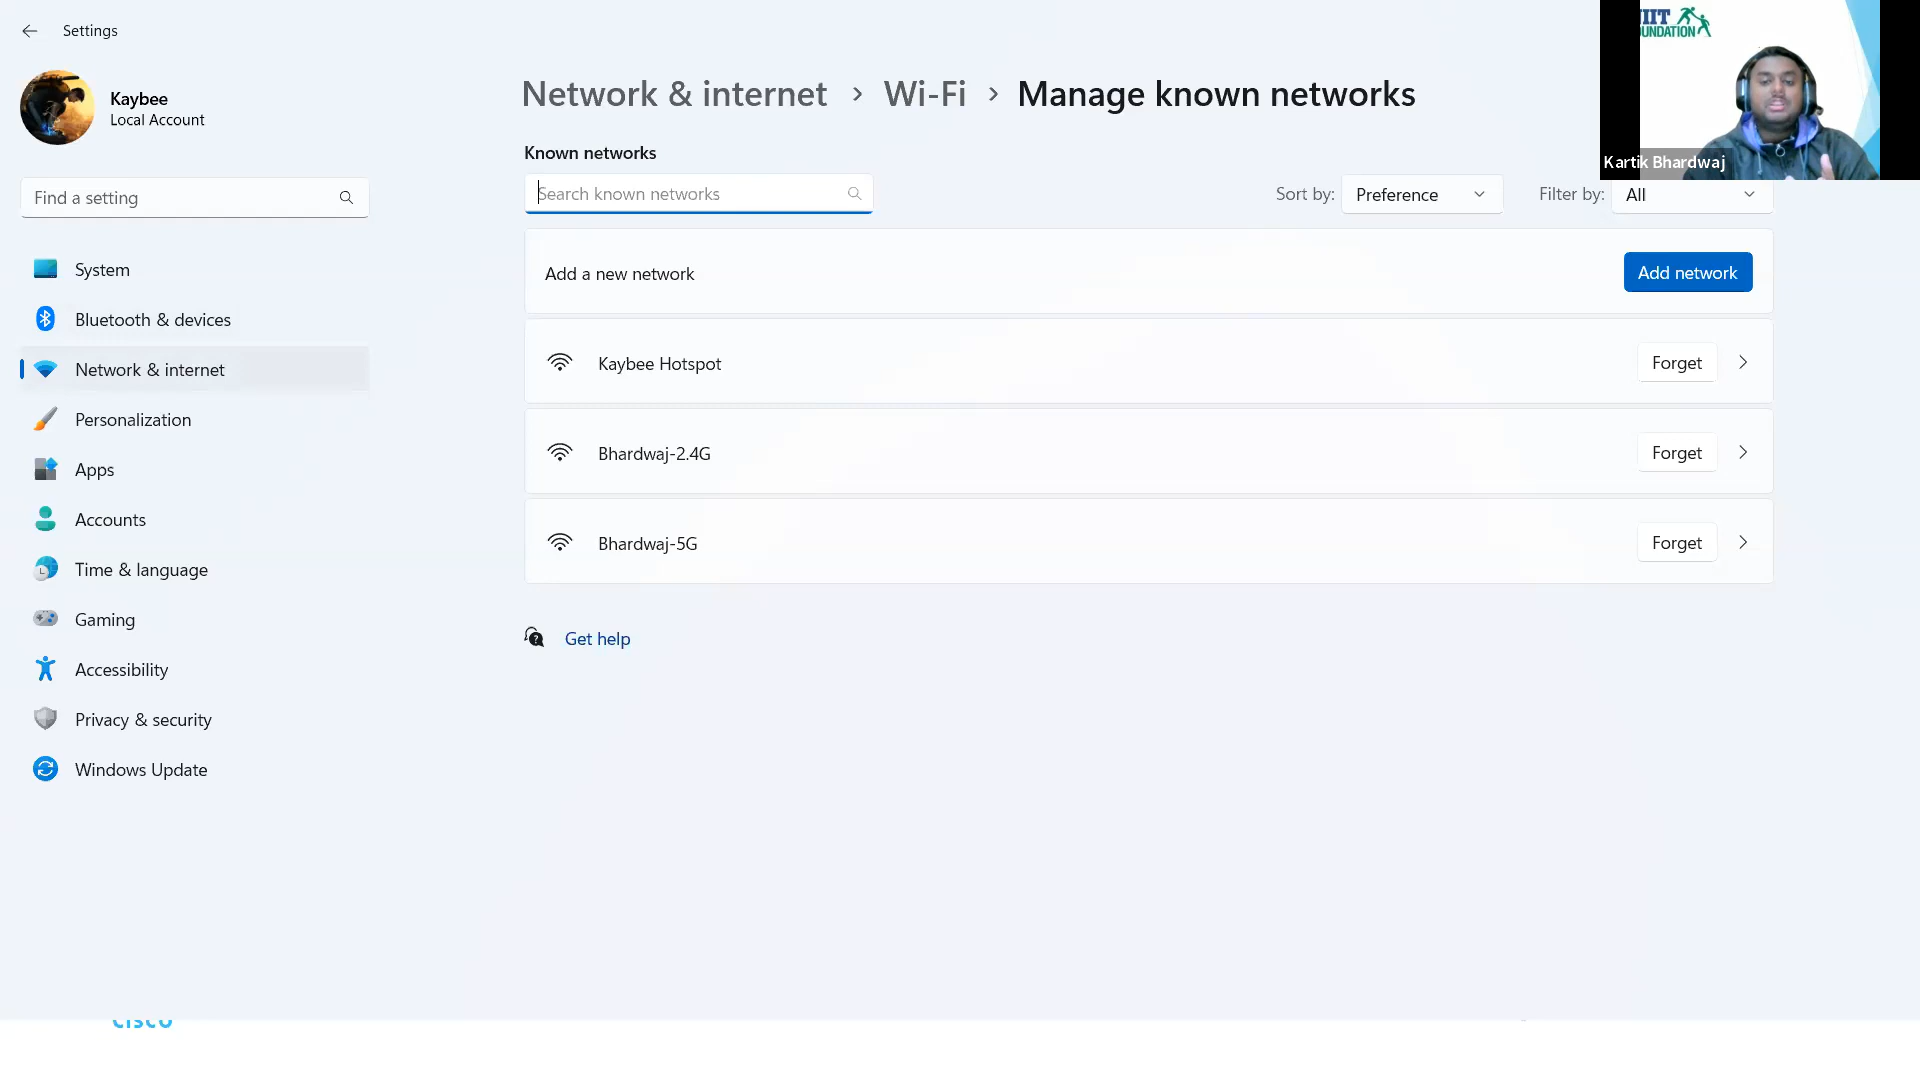 Settings
Kaybee
Local Account
Find a setting
System
Bluetooth & devices
Network & internet
Personalization
Apps
Accounts
Time & language
Gaming
Accessibility
Privacy & security
Windows Update
Network & internet > Wi-Fi > Manage known networks
Known networks
Search known networks
Sort by: Preference
Filter by: All
Add a new network
Add network
Kaybee Hotspot
Forget
Bhardwaj-2.4G
Forget
Bhardwaj-5G
Forget
Get help
IIT
UNDATION
Kartik Bhardwaj
cisco